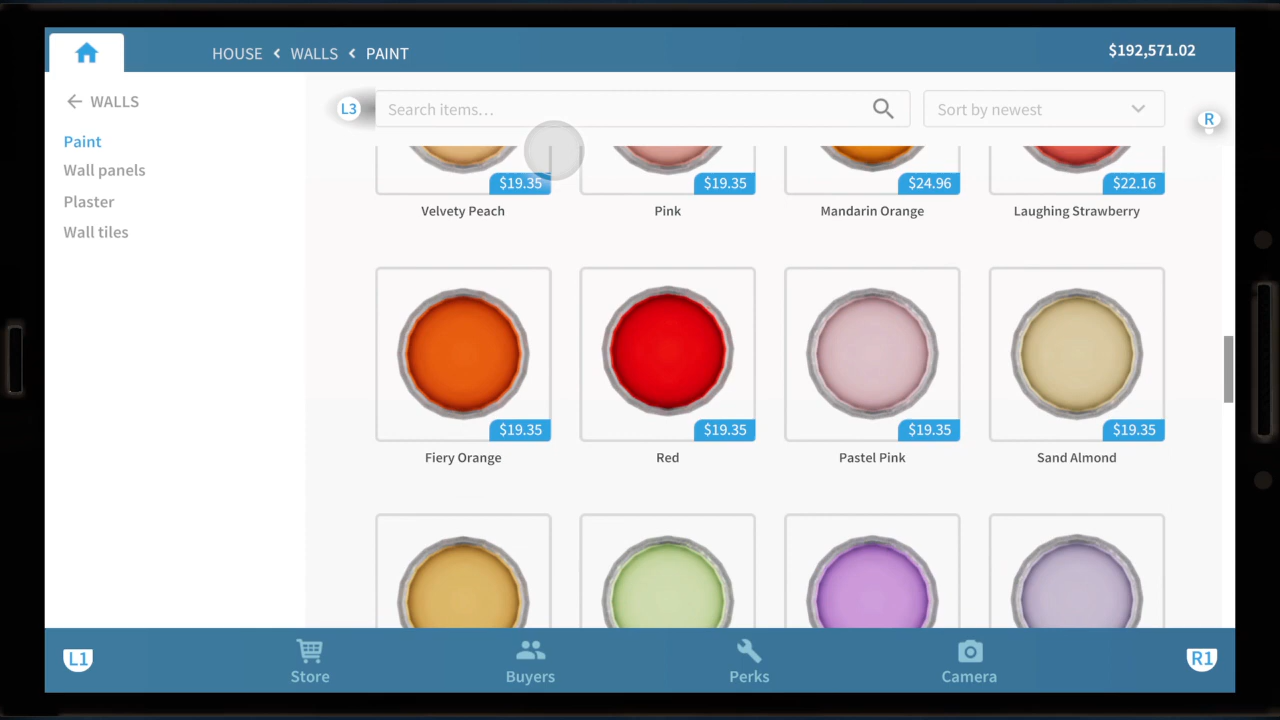 HOUSE < WALLS < PAINT
$192,571.02
WALLS
L3
Search items...
Sort by newest
R
Paint
Wall panels
Plaster
Wall tiles
$19.35
$19.35
$24.96
$22.16
Velvety Peach
Pink
Mandarin Orange
Laughing Strawberry
$19.35
$19.35
$19.35
$19.35
Fiery Orange
Red
Pastel Pink
Sand Almond
L1
Store
Buyers
Perks
Camera
R1